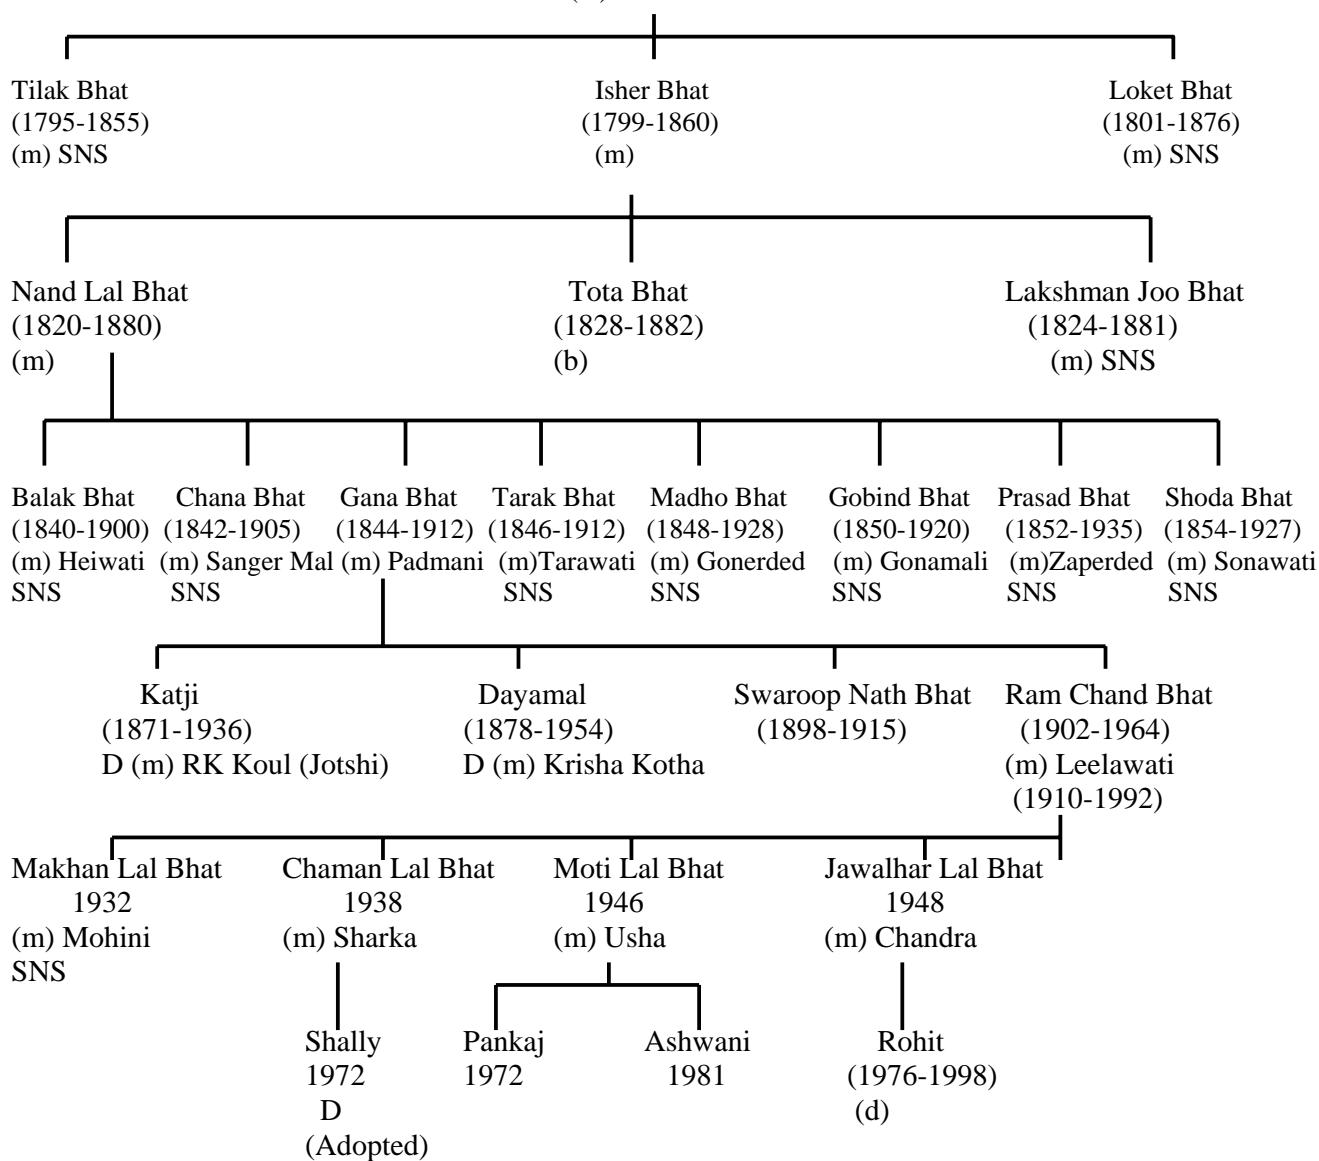 Tilak Bhat Isher Bhat Loket Bhat
(1795-1855) (1799-1860) (1801-1876)
(m) SNS (m) (m) SNS
Nand Lal Bhat Tota Bhat Lakshman Joo Bhat
(1820-1880) (1828-1882) (1824-1881)
(m) (b) (m) SNS
Balak Bhat Chana Bhat Gana Bhat Tarak Bhat Madho Bhat Gobind Bhat Prasad Bhat Shoda Bhat
(1840-1900) (1842-1905) (1844-1912) (1846-1912) (1848-1928) (1850-1920) (1852-1935) (1854-1927)
(m) Heiwati (m) Sanger Mal (m) Padmani (m)Tarawati (m) Gonerded (m) Gonamali (m)Zaperded (m) Sonawati
SNS SNS SNS SNS SNS SNS SNS
Katji Dayamal Swaroop Nath Bhat Ram Chand Bhat
(1871-1936) (1878-1954) (1898-1915) (1902-1964)
D (m) RK Koul (Jotshi) D (m) Krisha Kotha (m) Leelawati
(1910-1992)
Makhan Lal Bhat Chaman Lal Bhat Moti Lal Bhat Jawalhar Lal Bhat
1932 1938 1946 1948
(m) Mohini (m) Sharka (m) Usha (m) Chandra
SNS
Shally Pankaj Ashwani Rohit
1972 1972 1981 (1976-1998)
D (d)
(Adopted)